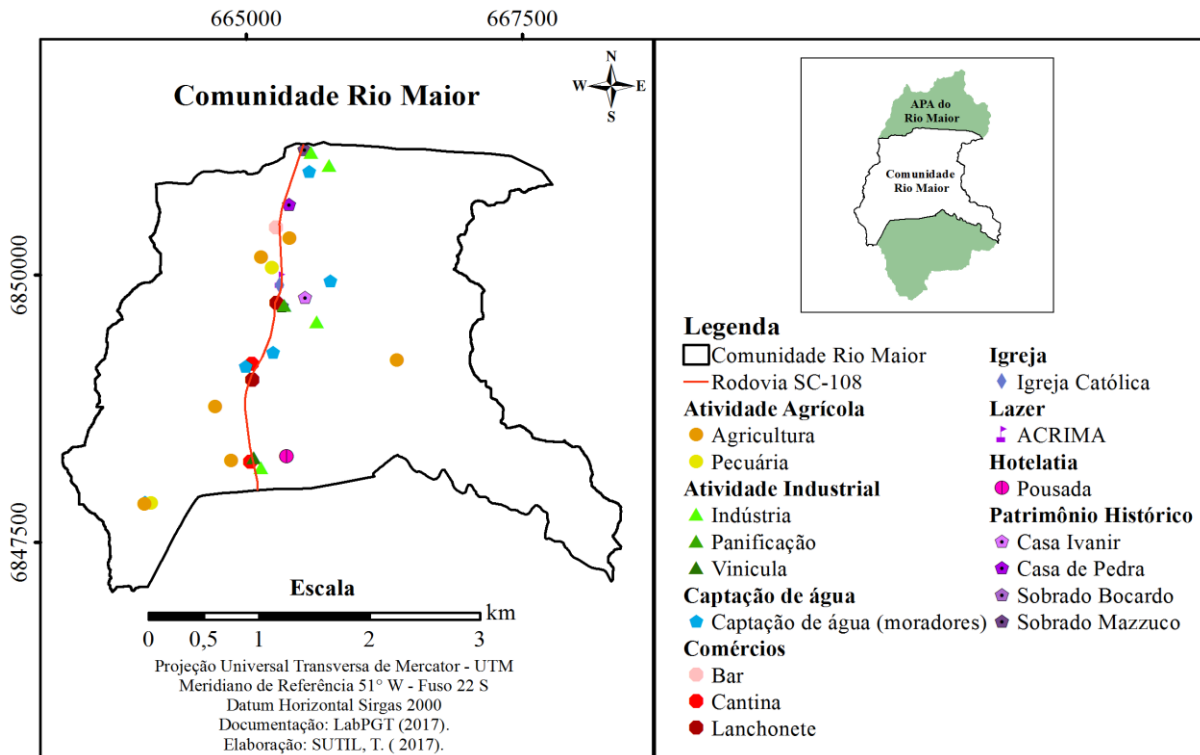 665000
667500
Comunidade Rio Maior
N
W
E
S
6850000
6847500
Escala
km
0
0,5
1
2
3
Projeção Universal Transversa de Mercator - UTM
Meridiano de Referência 51° W - Fuso 22 S
Datum Horizontal Sirgas 2000
Documentação: LabPGT (2017).
Elaboração: SUTIL, T. ( 2017).
APA do
Rio Maior
Comunidade
Rio Maior
Legenda
Comunidade Rio Maior
Rodovia SC-108
Atividade Agrícola
Agricultura
Pecuária
Atividade Industrial
Indústria
Panificação
Vinicula
Captação de água
Captação de água (moradores)
Comércios
Bar
Cantina
Lanchonete
Igreja
Igreja Católica
Lazer
ACRIMA
Hotelatia
Pousada
Patrimônio Histórico
Casa Ivanir
Casa de Pedra
Sobrado Bocardo
Sobrado Mazzuco